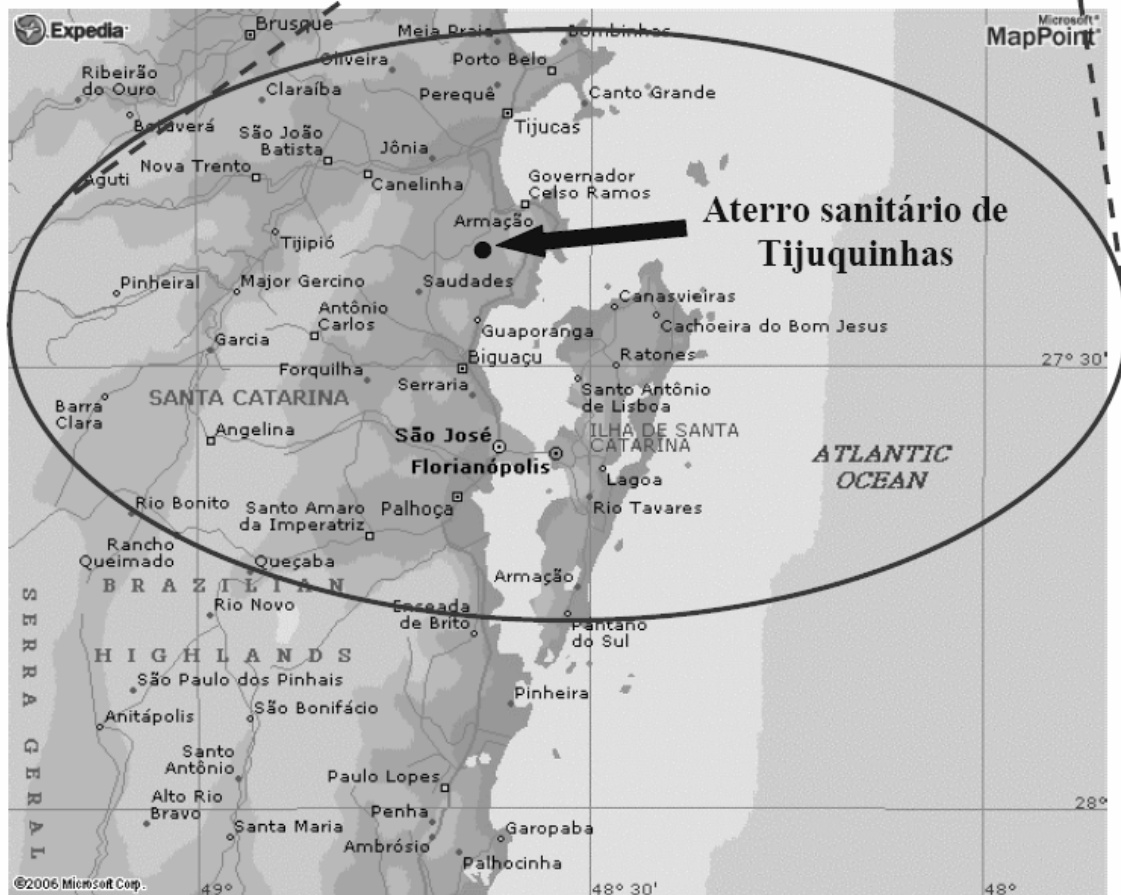 Expedia
Microsoft
MapPoint
Brusque
Meia Praia
Bombinhas
Oliveira
Porto Belo
Ribeirão
do Ouro
Claraíba
Perequê
Canto Grande
Botuverá
São João
Batista
Tijucas
Jônia
Nova Trento
Aguti
Canelinha
Governador
Celso Ramos
Armação
Aterro sanitário de
Tijuquinhas
Tijipió
Pinheiral
Major Gercino
Saudades
Canasvieiras
Antônio
Carlos
Guaporanga
Cachoeira do Bom Jesus
Garcia
Biguaçu
Ratones
27° 30'
Forquilha
Serraria
Santo Antônio
de Lisboa
SANTA CATARINA
Barra
Clara
Angelina
São José
ILHA DE SANTA
CATARINA
Florianópolis
ATLANTIC
OCEAN
Lagoa
Rio Bonito
Santo Amaro
da Imperatriz
Palhoça
Rio Tavares
Rancho
Queimado
Queçaba
Armação
BRAZILIAN
HIGHLANDS
Rio Novo
Enseada
de Brito
Pantano
do Sul
SERRA GERAL
São Paulo dos Pinhais
Pinheira
Anitápolis
São Bonifácio
Santo
Antônio
Paulo Lopes
Alto Rio
Bravo
Penha
28°
Santa Maria
Ambrósio
Garopaba
Palhocinha
©2006 Microsoft Corp.
49°
48° 30'
48°